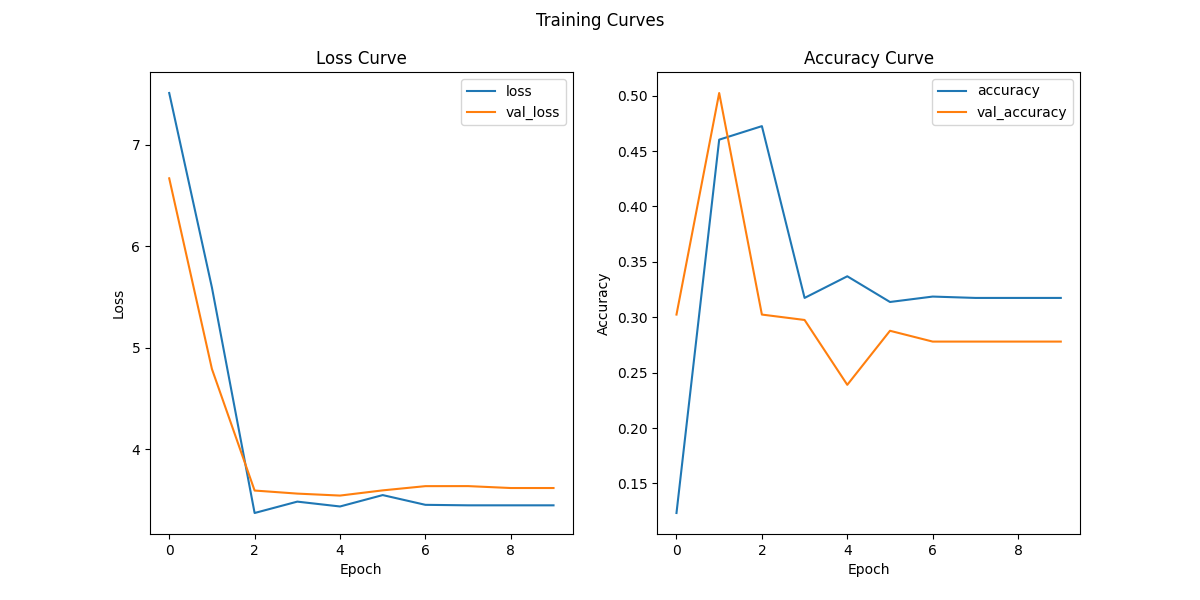 Training Curves
Loss Curve
loss
val_loss
7
6
5
4
Loss
0 2 4 6 8
Epoch
Accuracy Curve
accuracy
val_accuracy
0.50
0.45
0.40
0.35
0.30
0.25
0.20
0.15
Accuracy
0 2 4 6 8
Epoch